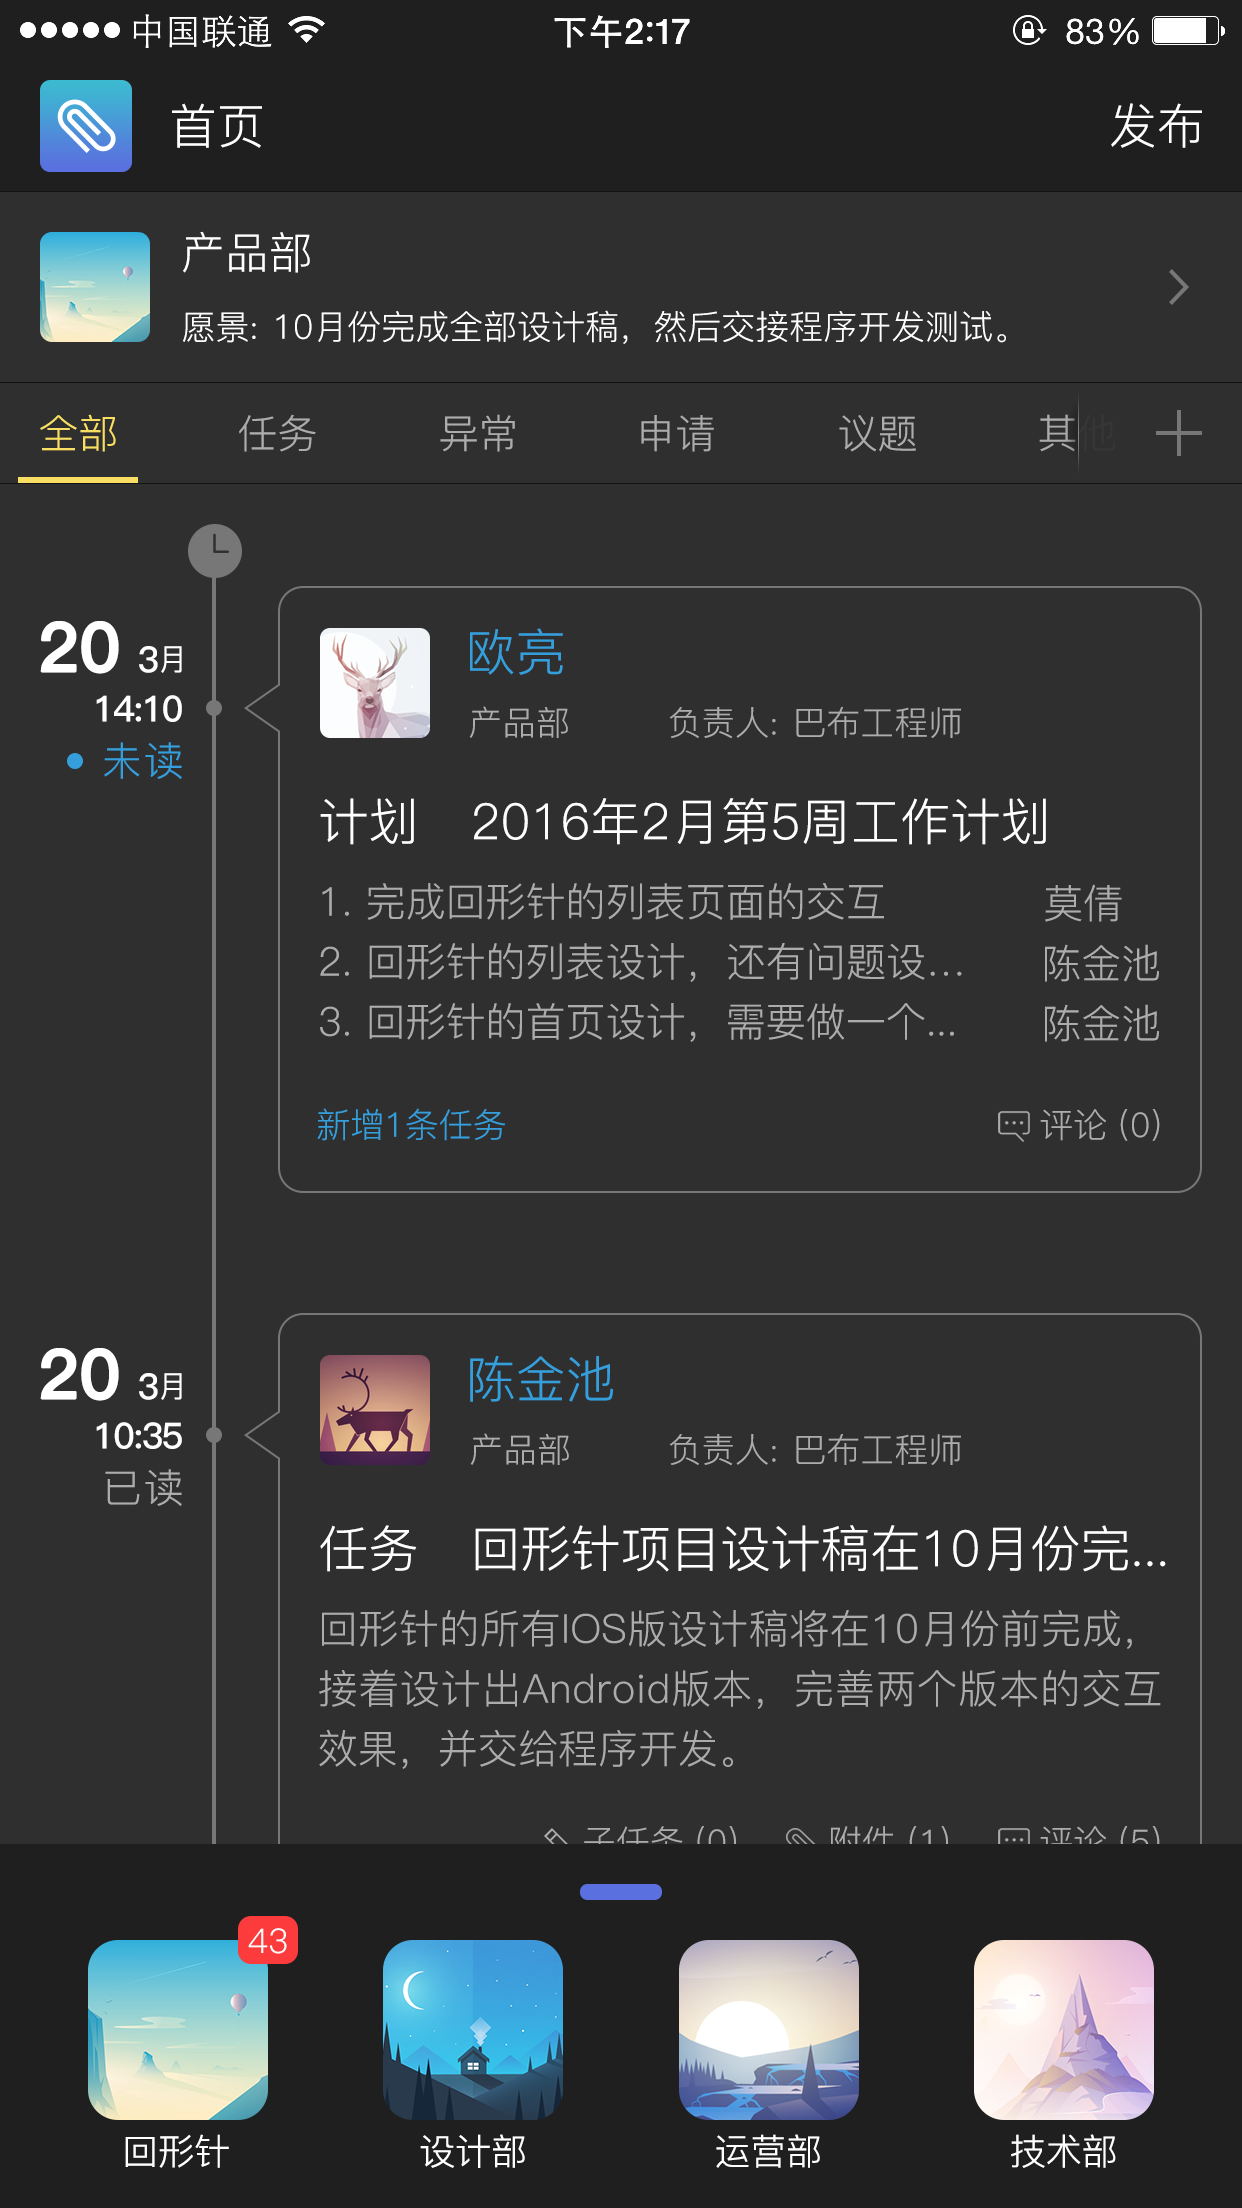 中国联通 下午2:17 83%
首页 发布
产品部
愿景: 10月份完成全部设计稿，然后交接程序开发测试。
全部 任务 异常 申请 议题 其他
20 3月
14:10
未读
欧亮
产品部 负责人: 巴布工程师
计划 2016年2月第5周工作计划
1. 完成回形针的列表页面的交互 莫倩
2. 回形针的列表设计，还有问题设... 陈金池
3. 回形针的首页设计，需要做一个... 陈金池
新增1条任务 评论 (0)
20 3月
10:35
已读
陈金池
产品部 负责人: 巴布工程师
任务 回形针项目设计稿在10月份完...
回形针的所有IOS版设计稿将在10月份前完成，
接着设计出Android版本，完善两个版本的交互
效果，并交给程序开发。
子任务 (0) 附件 (1) 评论 (5)
43
回形针 设计部 运营部 技术部